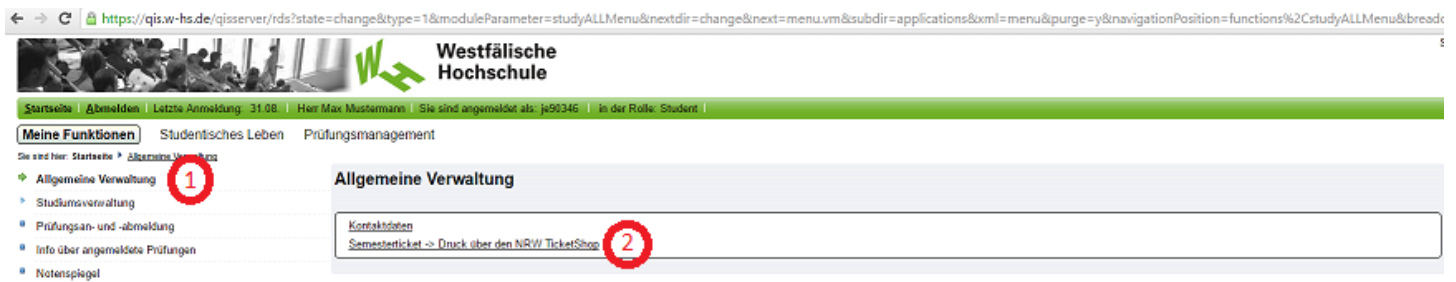 https://qis.w-hs.de/qisserver/rds?state=change&type=1&moduleParameter=studyALLMenu&nextdir=change&next=menu.vm&subdir=applications&xml=menu&purge=y&navigationPosition=functions%2CstudyALLMenu&breadc
Westfälische
Hochschule
Startseite | Abmelden | Letzte Anmeldung: 31.08. | Herr Max Mustermann | Sie sind angemeldet als: je90346 | in der Rolle: Student |
Meine Funktionen Studentisches Leben Prüfungsmanagement
Sie sind hier: Startseite Allgemeine Verwaltung
Allgemeine Verwaltung 1
Studiumsverwaltung
Prüfungsan- und -abmeldung
Info über angemeldete Prüfungen
Notenspiegel
Allgemeine Verwaltung
Kontaktdaten
Semesterticket -> Druck über den NRW TicketShop 2